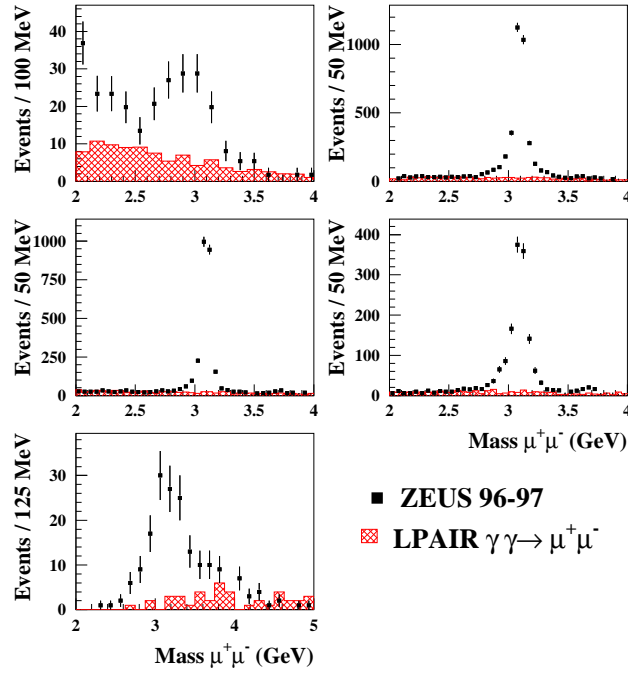 Events / 100 MeV
40
30
20
10
0
2 2.5 3 3.5 4
Events / 50 MeV
1000
500
0
2 2.5 3 3.5 4
Events / 50 MeV
1000
750
500
250
0
2 2.5 3 3.5 4
Events / 50 MeV
400
300
200
100
0
2 2.5 3 3.5 4
Mass μ⁺μ⁻ (GeV)
Events / 125 MeV
30
20
10
0
2 3 4 5
Mass μ⁺μ⁻ (GeV)
ZEUS 96-97
LPAIR γ γ→ μ⁺μ⁻